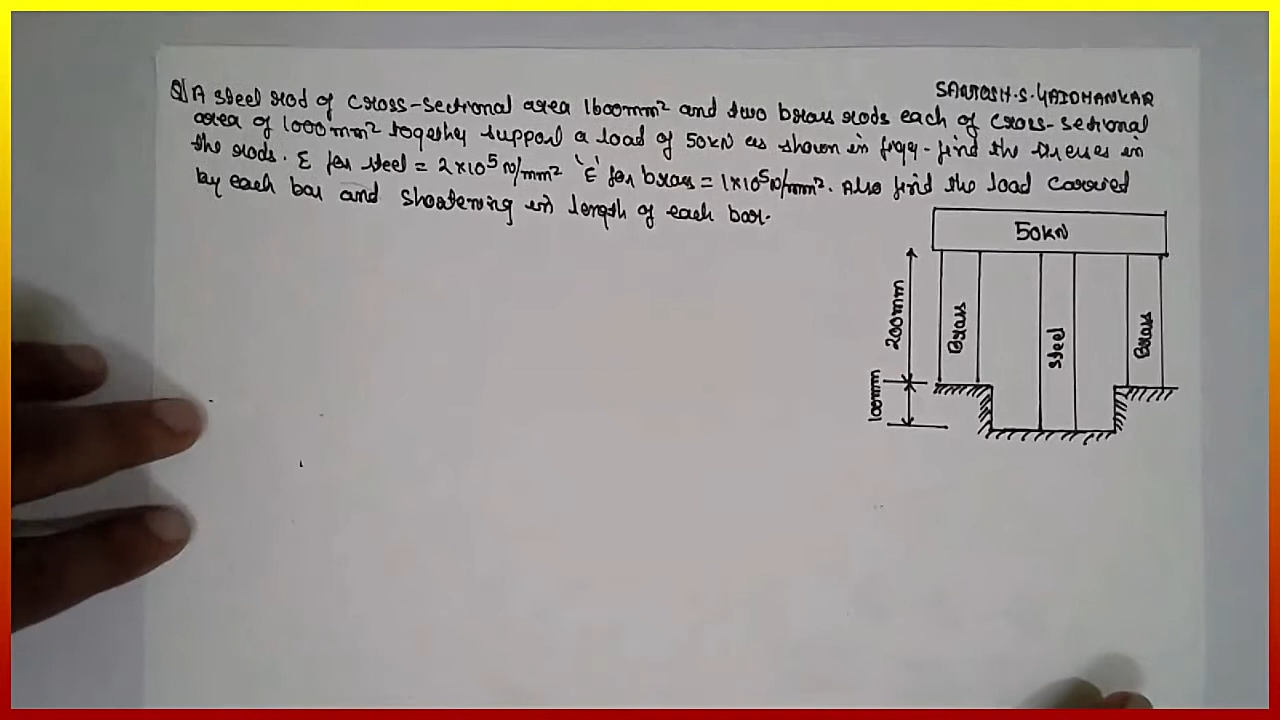 SANTOSH.S.GAIDHANKAR
Q) A steel rod of cross-sectional area 1600mm² and two brass rods each of cross-sectional
area of 1000mm² together support a load of 50KN as shown in fig. find the stresses in
the rods. E for steel = 2×10⁵ N/mm² 'E' for brass = 1×10⁵ N/mm². Also find the load carried
by each bar and shortening in length of each bar.
50KN
200mm
Brass
Steel
Brass
100mm